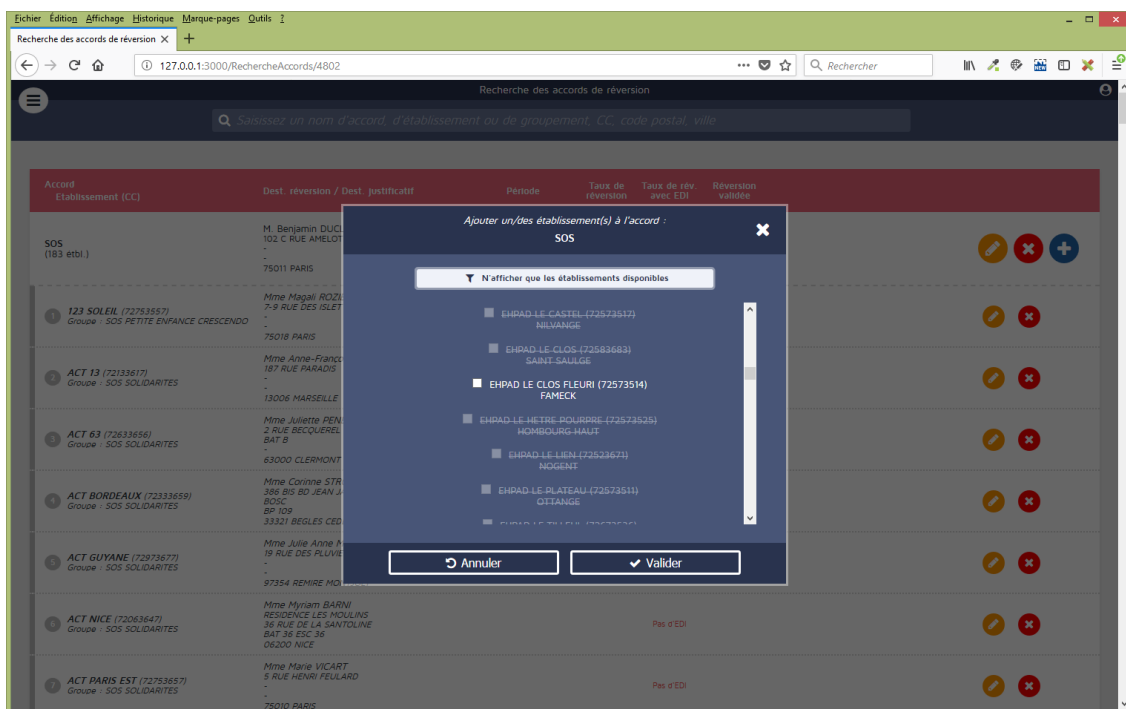 Fichier Édition Affichage Historique Marque-pages Outils ?
Recherche des accords de réversion
127.0.0.1:3000/RechercheAccords/4802
Rechercher
Recherche des accords de réversion
Saisissez un nom d'accord, d'établissement ou de groupement, CC, code postal, ville
Accord
Etablissement (CC)
Dest. réversion / Dest. justificatif
Période
Taux de réversion
Taux de rév. avec EDI
Réversion validée
SOS
(183 étbl.)
M. Benjamin
102 C RUE AMELOT
-
-
75011 PARIS
1 123 SOLEIL (72753557)
Groupe : SOS PETITE ENFANCE CRESCENDO
Mme Magali
7-9 RUE DES
-
-
75018 PARIS
2 ACT 13 (72133617)
Groupe : SOS SOLIDARITES
Mme
187 RUE PARADIS
-
-
13006 MARSEILLE
3 ACT 63 (72633656)
Groupe : SOS SOLIDARITES
Mme Juliette
2 RUE BECQUEREL
BAT B
-
63000 CLERMONT
4 ACT BORDEAUX (72333659)
Groupe : SOS SOLIDARITES
Mme Corinne
386 BIS BD JEAN
BOSC
BP 109
33321 BEGLES
5 ACT GUYANE (72973677)
Groupe : SOS SOLIDARITES
Mme Julie Anne
19 RUE DES
-
-
97354 REMIRE
6 ACT NICE (72063647)
Groupe : SOS SOLIDARITES
Mme Myriam BARNI
RESIDENCE LES MOULINS
36 RUE DE LA SANTOLINE
BAT 36 ESC 36
06200 NICE
Pas d'EDI
7 ACT PARIS EST (72753657)
Groupe : SOS SOLIDARITES
Mme Marie VICART
5 RUE HENRI FEULARD
-
-
75010 PARIS
Pas d'EDI
Ajouter un/des établissement(s) à l'accord :
SOS
N'afficher que les établissements disponibles
EHPAD LE CASTEL (72573517)
NILVANGE
EHPAD LE CLOS (72583683)
SAINT SAULGE
EHPAD LE CLOS FLEURI (72573514)
FAMECK
EHPAD LE HETRE POURPRE (72573525)
HOMBOURG HAUT
EHPAD LE LIEN (72523671)
NOGENT
EHPAD LE PLATEAU (72573511)
OTTANGE
Annuler
Valider